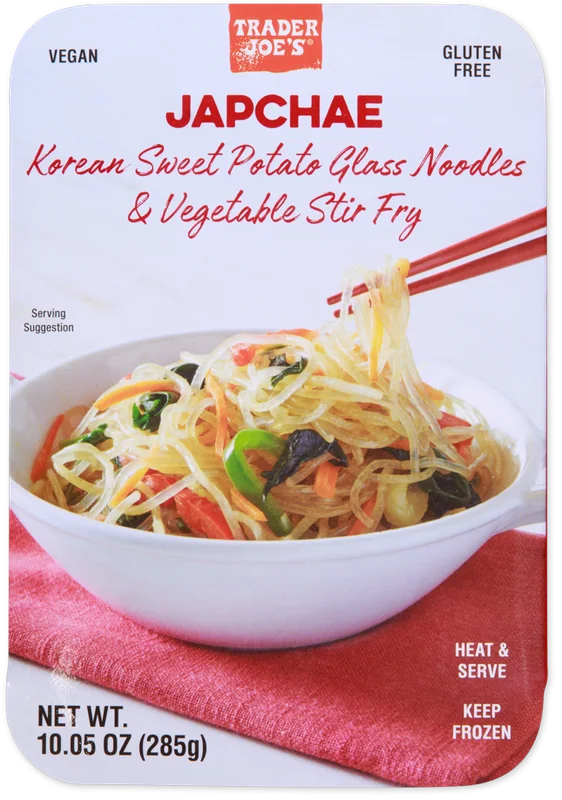 TRADER
JOE'S®
VEGAN
GLUTEN
FREE
JAPCHAE
Korean Sweet Potato Glass Noodles
& Vegetable Stir Fry
Serving
Suggestion
HEAT &
SERVE
KEEP
FROZEN
NET WT.
10.05 OZ (285g)